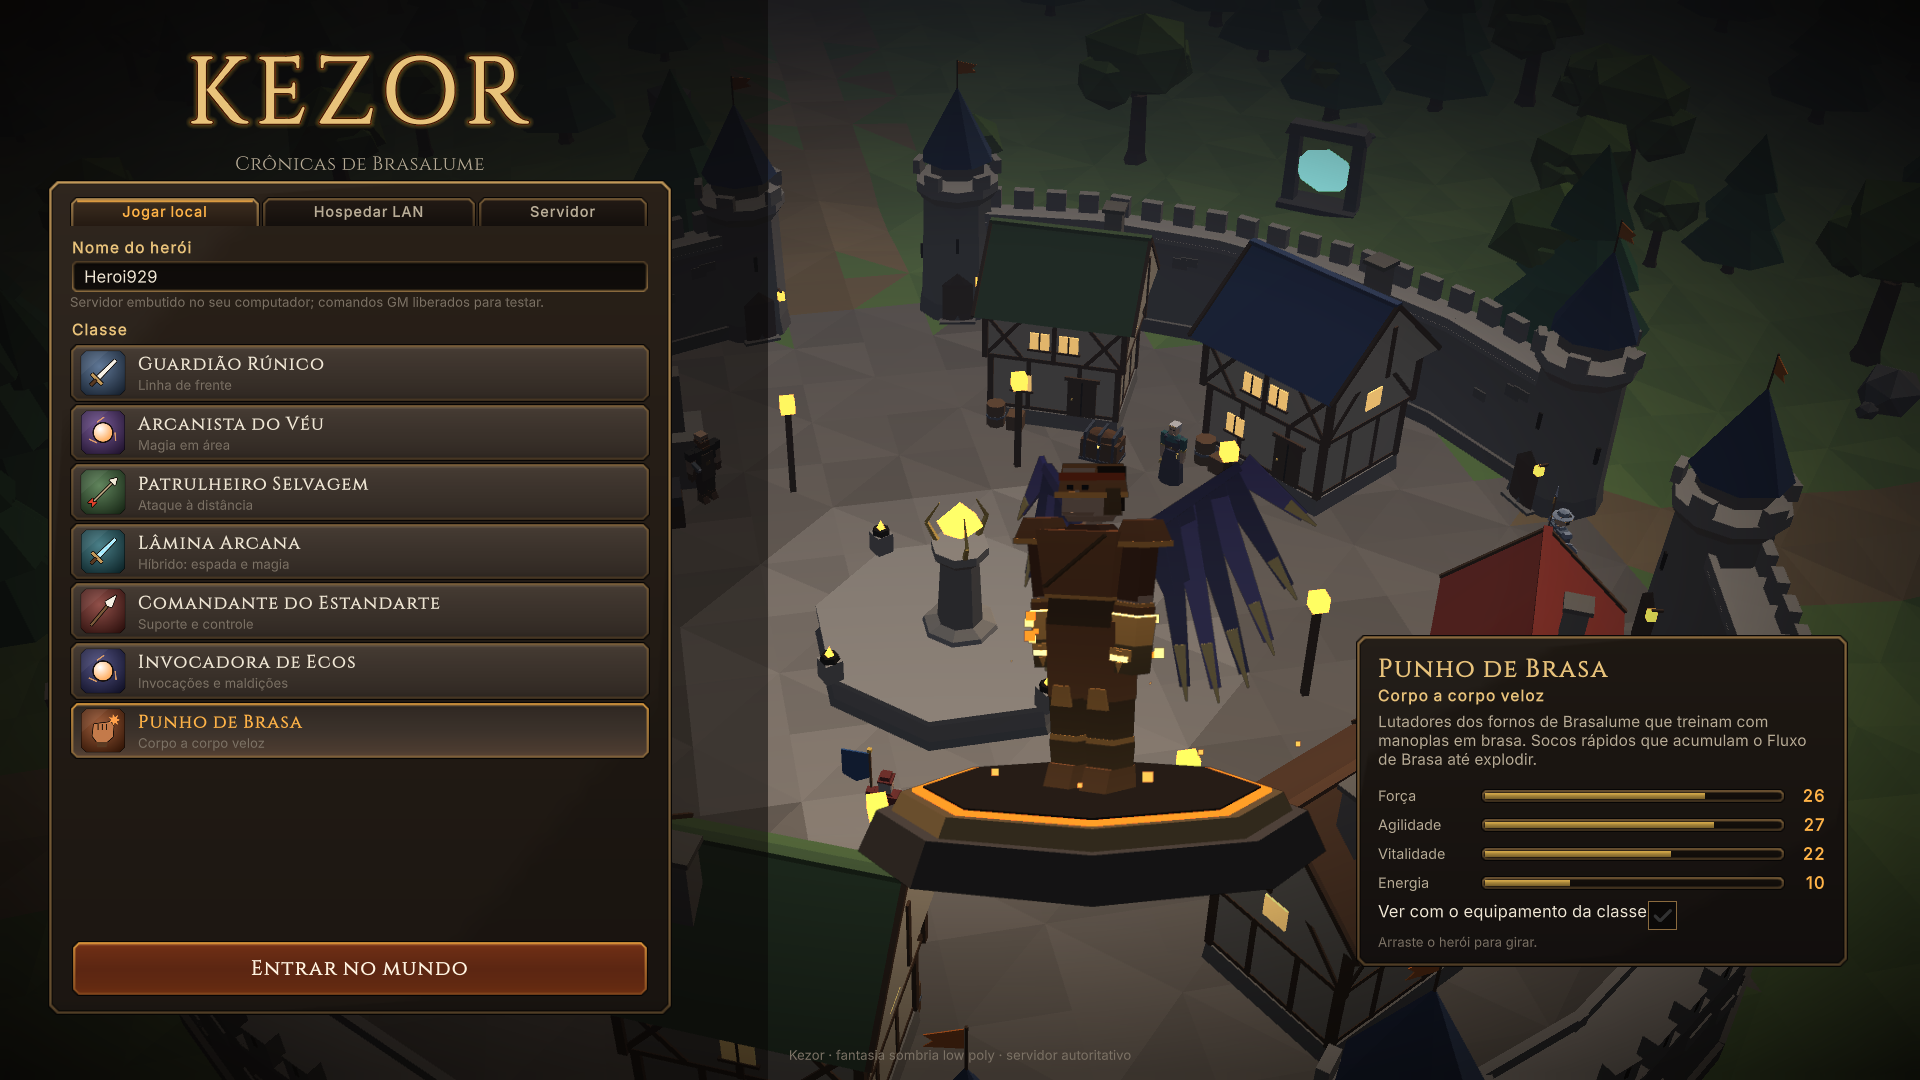 KEZOR
Crônicas de Brasalume
Jogar local
Hospedar LAN
Servidor
Nome do herói
Heroi929
Servidor embutido no seu computador; comandos GM liberados para testar.
Classe
Guardião Rúnico
Linha de frente
Arcanista do Véu
Magia em área
Patrulheiro Selvagem
Ataque à distância
Lâmina Arcana
Híbrido: espada e magia
Comandante do Estandarte
Suporte e controle
Invocadora de Ecos
Invocações e maldições
Punho de Brasa
Corpo a corpo veloz
Entrar no mundo
Punho de Brasa
Corpo a corpo veloz
Lutadores dos fornos de Brasalume que treinam com
manoplas em brasa. Socos rápidos que acumulam o Fluxo
de Brasa até explodir.
Força 26
Agilidade 27
Vitalidade 22
Energia 10
Ver com o equipamento da classe
Arraste o herói para girar.
Kezor · fantasia sombria low poly · servidor autoritativo